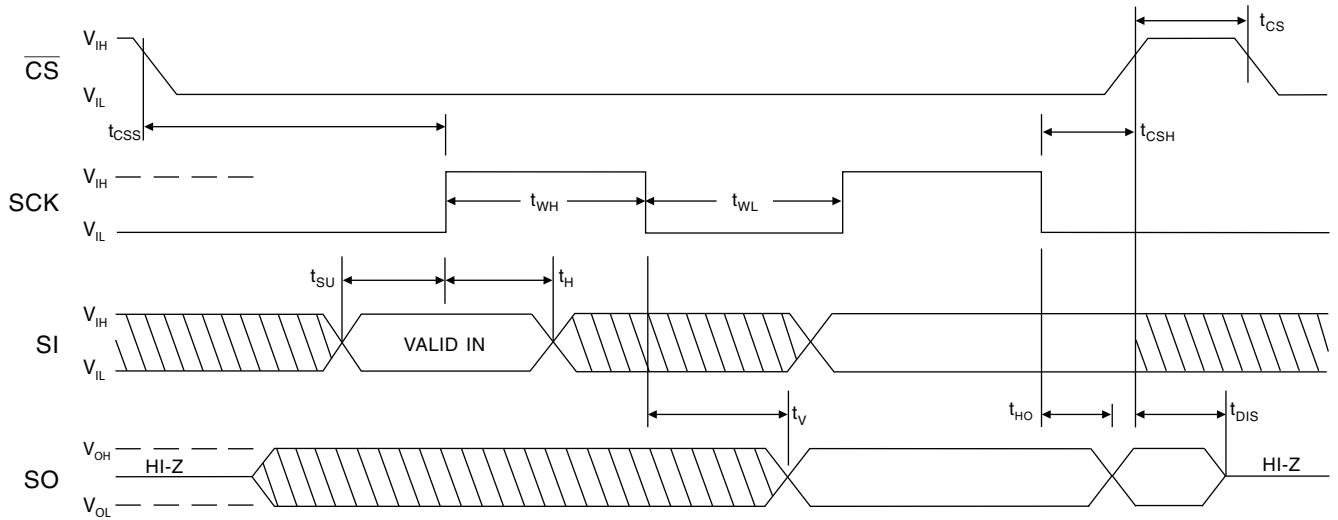 t_CS
V_IH
C̅S̅
V_IL
t_CSS
t_CSH
V_IH
SCK
t_WH
t_WL
V_IL
t_SU
t_H
V_IH
SI
VALID IN
V_IL
t_V
t_HO
t_DIS
V_OH
HI-Z
HI-Z
SO
V_OL